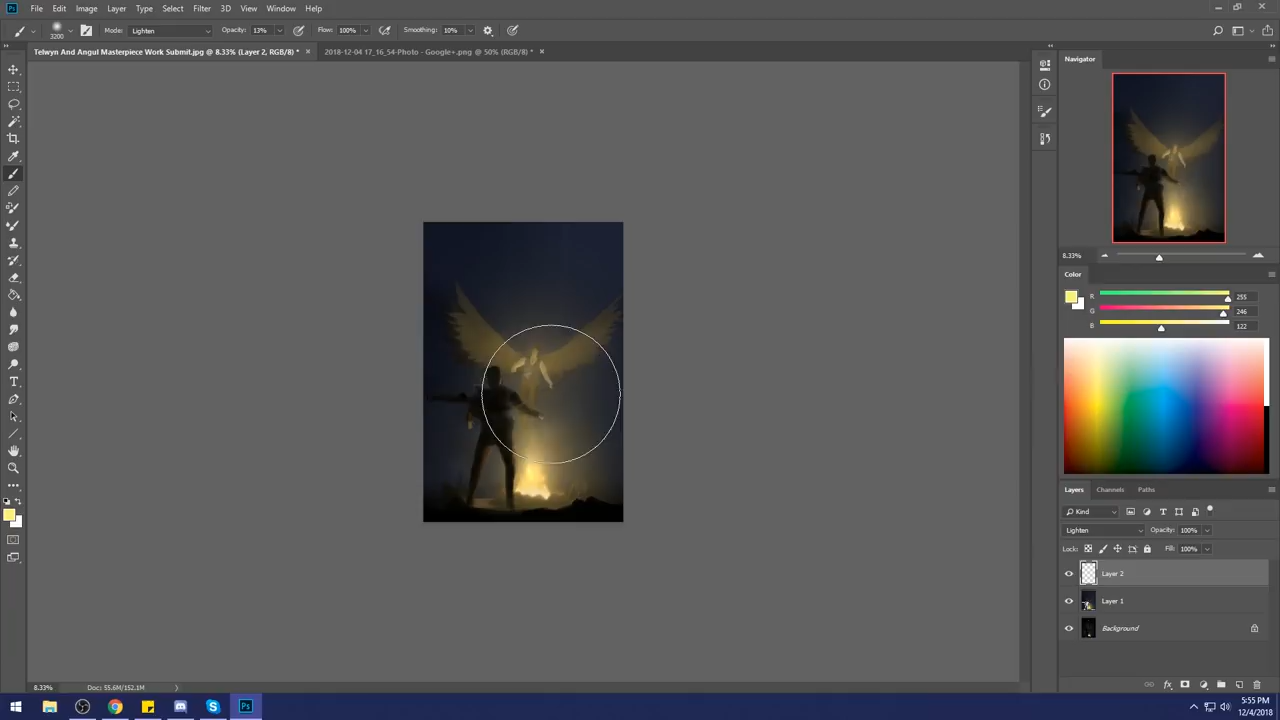 Ps File Edit Image Layer Type Select Filter 3D View Window Help
3200 Mode: Lighten Opacity: 13% Flow: 100% Smoothing: 10%
Telwyn And Angul Masterpiece Work Submit.jpg @ 8.33% (Layer 2, RGB/8) * × 2018-12-04 17_16_54-Photo - Google+.png @ 50% (RGB/8) * ×
Navigator
8.33%
Color
R 255
G 246
B 122
Layers Channels Paths
Kind
Lighten Opacity: 100%
Lock: Fill: 100%
Layer 2
Layer 1
Background
8.33% Doc: 55.6M/152.1M
Ps
5:55 PM
12/4/2018